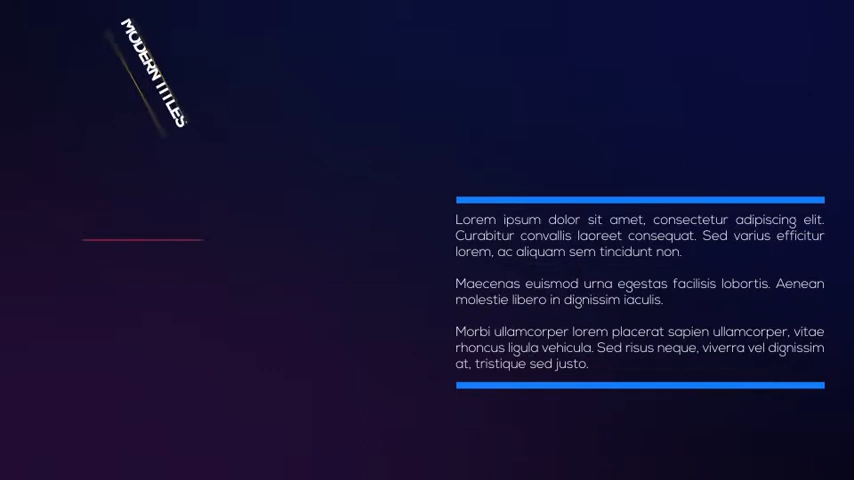 MODERN TITLES
Lorem ipsum dolor sit amet, consectetur adipiscing elit.
Curabitur convallis laoreet consequat. Sed varius efficitur
lorem, ac aliquam sem tincidunt non.
Maecenas euismod urna egestas facilisis lobortis. Aenean
molestie libero in dignissim iaculis.
Morbi ullamcorper lorem placerat sapien ullamcorper, vitae
rhoncus ligula vehicula. Sed risus neque, viverra vel dignissim
at, tristique sed justo.